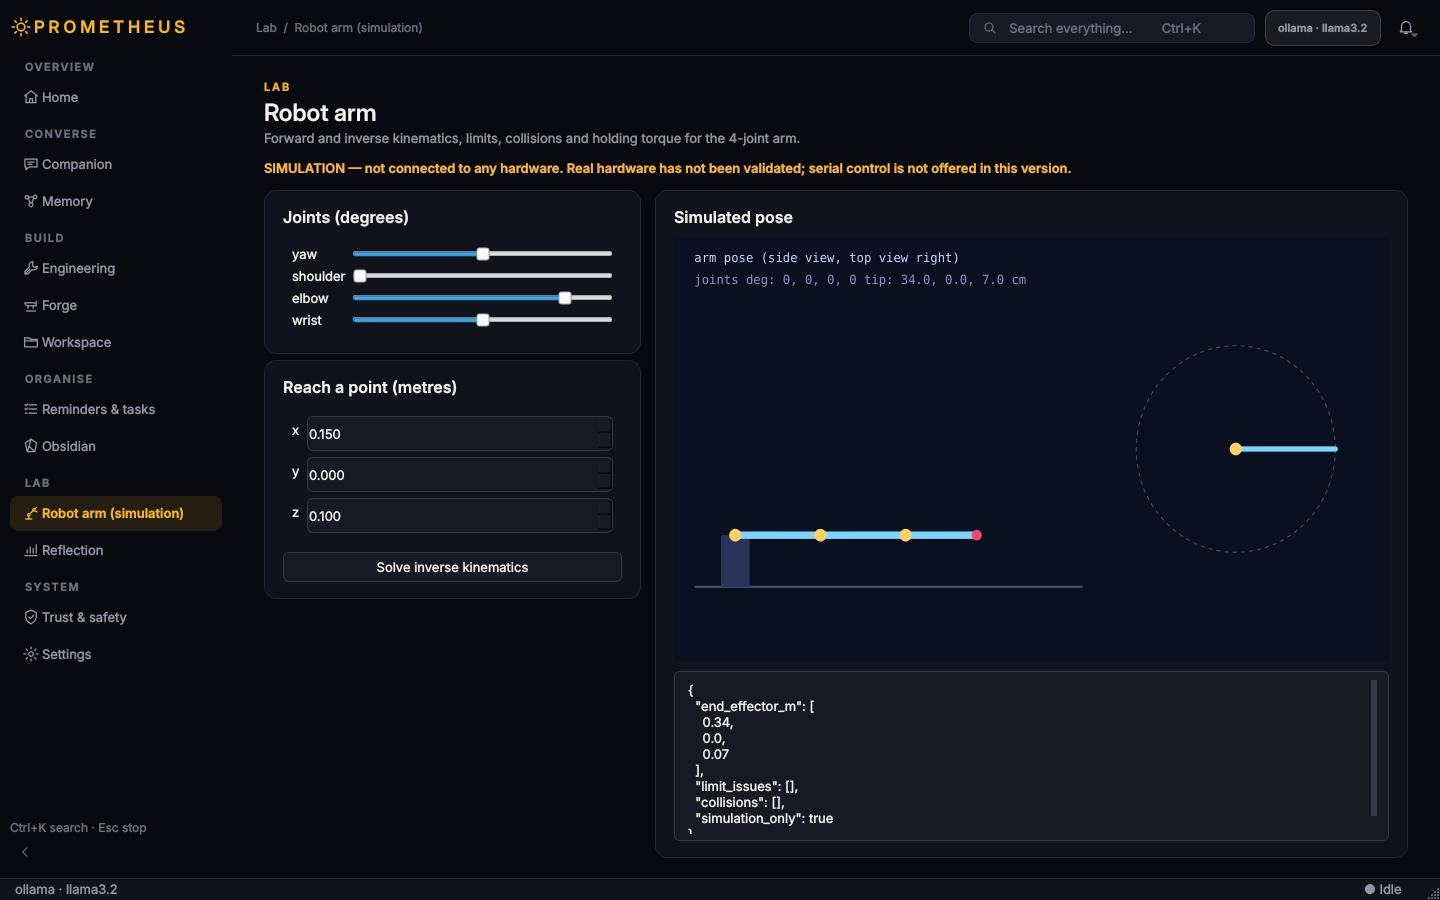 PROMETHEUS
OVERVIEW
Home
CONVERSE
Companion
Memory
BUILD
Engineering
Forge
Workspace
ORGANISE
Reminders & tasks
Obsidian
LAB
Robot arm (simulation)
Reflection
SYSTEM
Trust & safety
Settings
Ctrl+K search · Esc stop
Lab / Robot arm (simulation)
Search everything... Ctrl+K
ollama · llama3.2
LAB
Robot arm
Forward and inverse kinematics, limits, collisions and holding torque for the 4-joint arm.
SIMULATION — not connected to any hardware. Real hardware has not been validated; serial control is not offered in this version.
Joints (degrees)
yaw
shoulder
elbow
wrist
Reach a point (metres)
x 0.150
y 0.000
z 0.100
Solve inverse kinematics
Simulated pose
arm pose (side view, top view right)
joints deg: 0, 0, 0, 0 tip: 34.0, 0.0, 7.0 cm
{
"end_effector_m": [
0.34,
0.0,
0.07
],
"limit_issues": [],
"collisions": [],
"simulation_only": true
}
ollama · llama3.2
Idle